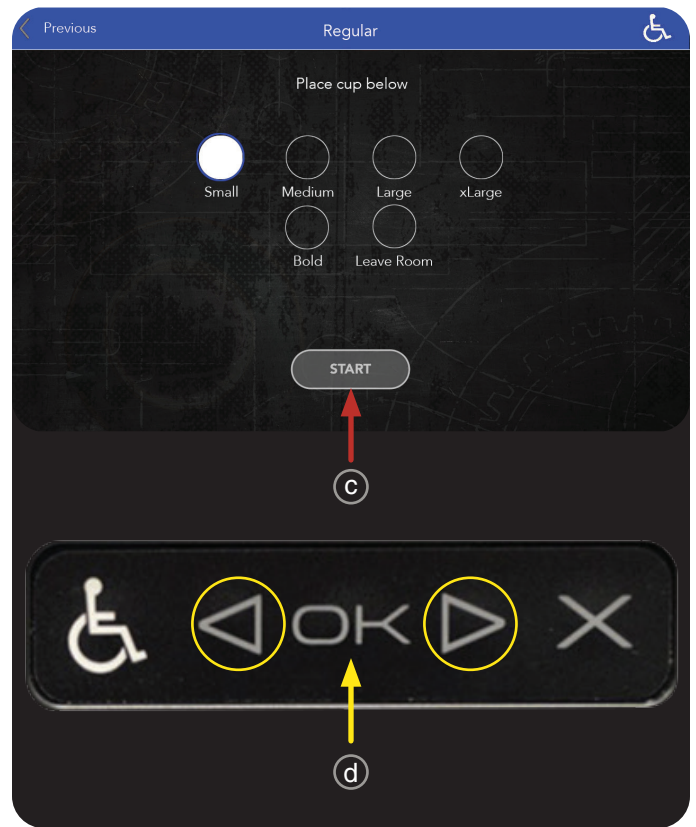 Previous
Regular
Place cup below
Small Medium Large xLarge
Bold Leave Room
START
c
OK
d